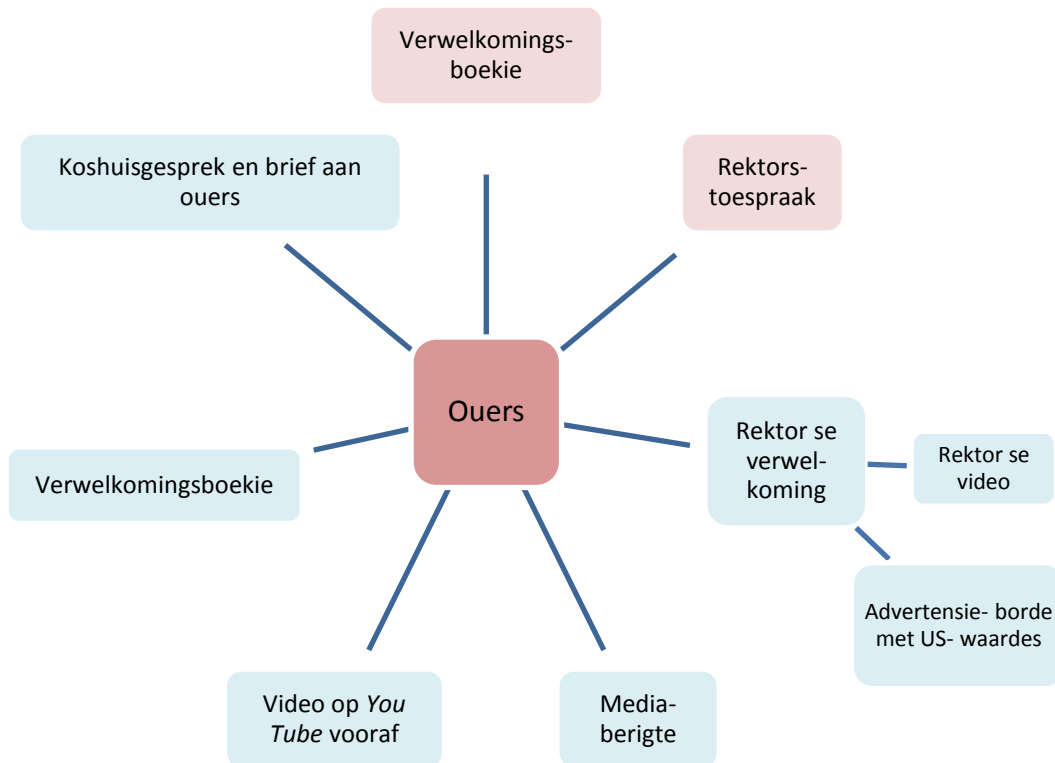 Verwelkomings-
boekie
Koshuisgesprek en brief aan
ouers
Rektors-
toespraak
Ouers
Rektor se
verwel-
koming
Rektor se
video
Verwelkomingsboekie
Advertensie- borde
met US- waardes
Video op You
Tube vooraf
Media-
berigte